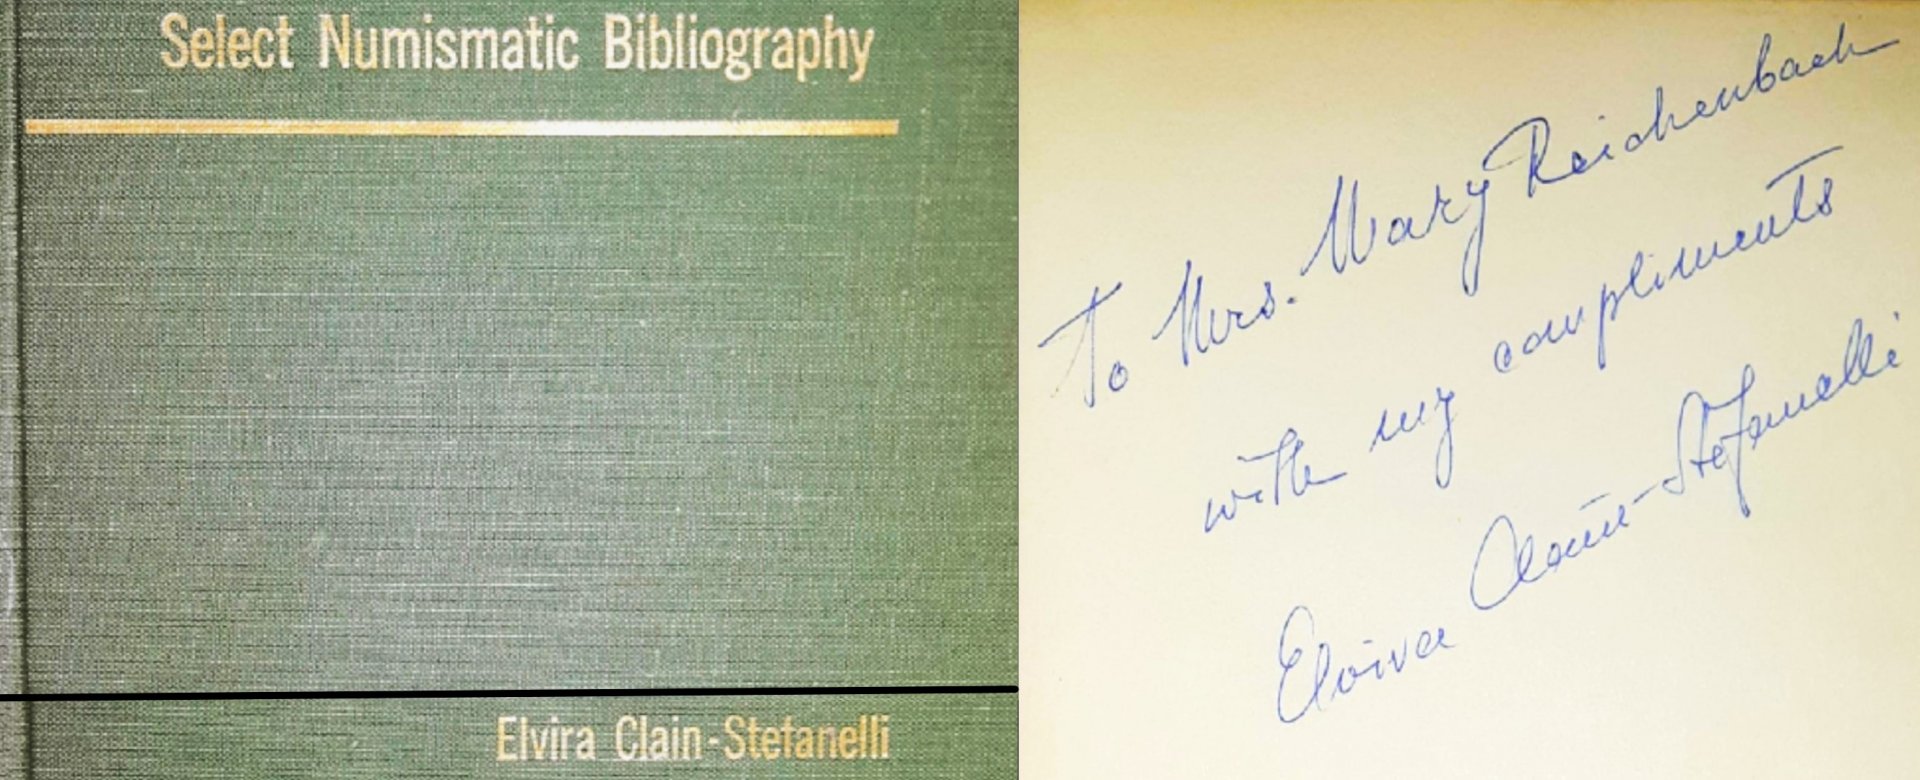 Select Numismatic Bibliography
Elvira Clain-Stefanelli
To Mrs. Mary Reichenbach
with my compliments
Elvira Clain-Stefanelli